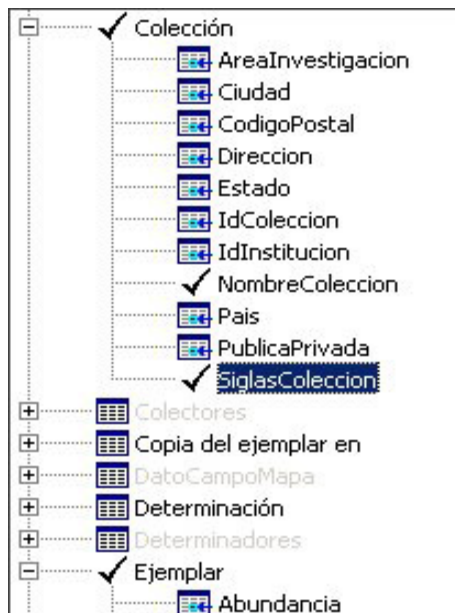 Colección
AreaInvestigacion
Ciudad
CodigoPostal
Direccion
Estado
IdColeccion
IdInstitucion
NombreColeccion
Pais
PublicaPrivada
SiglasColeccion
Colectores
Copia del ejemplar en
DatoCampoMapa
Determinación
Determinadores
Ejemplar
Abundancia